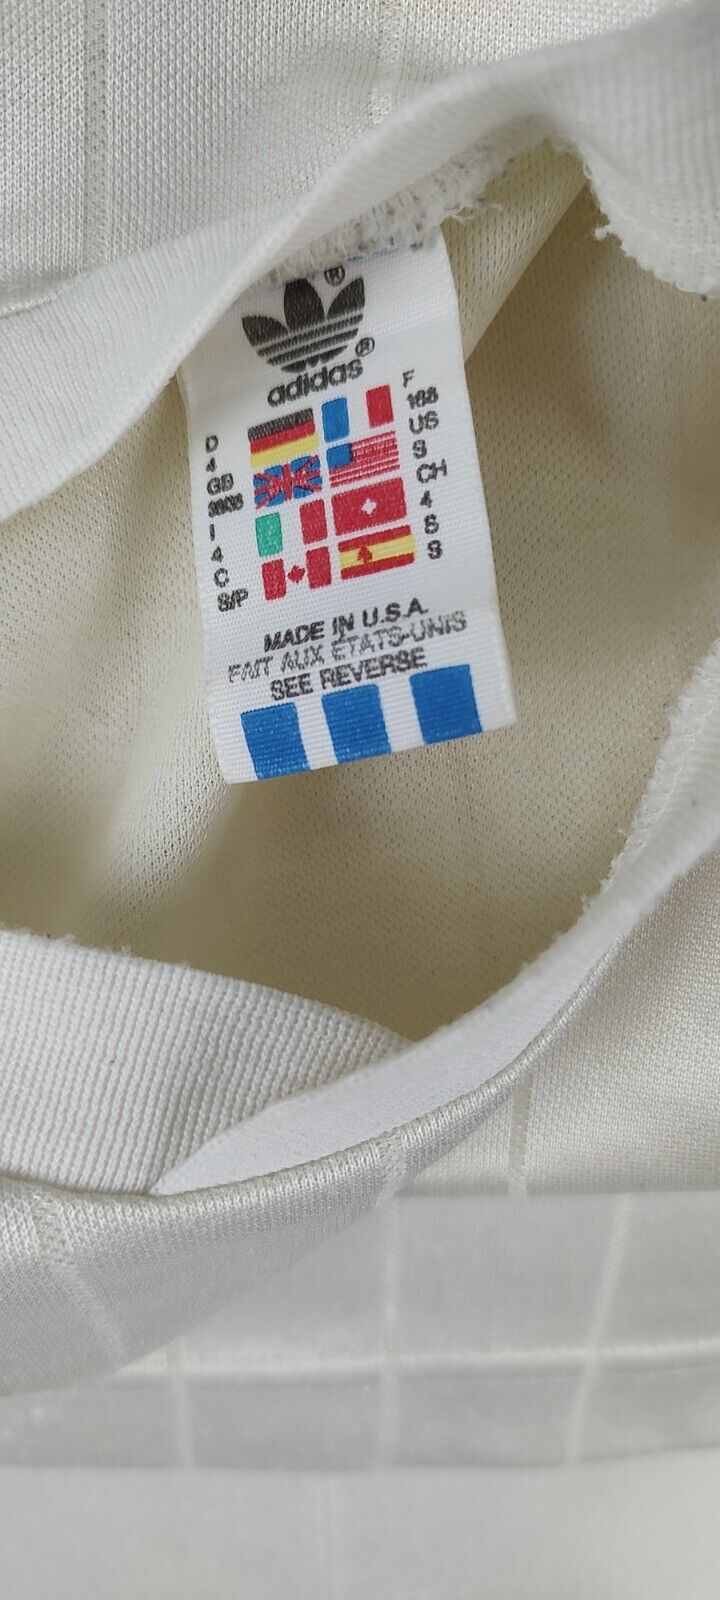 ®
adidas®
D
4
GB
I
4
C
S/P
F
168
US
S
CH
4
S
S
MADE IN U.S.A.
FAIT AUX ÉTATS-UNIS
SEE REVERSE